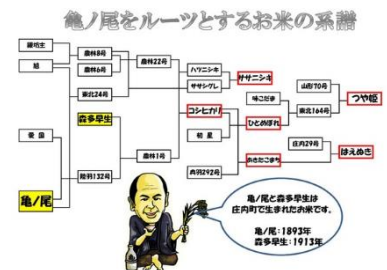 亀ノ尾をルーツとするお米の系譜
農林8号
農林22号
農林6号
ハツニシキ
ササニシキ
ササシグレ
東北24号
山形70号
つや姫
味こだま
東北164号
コシヒカリ
ひとめぼれ
初星
森多早生
愛国
農林1号
庄内29号
はえぬき
あきたこまち
陸羽132号
奥羽292号
亀ノ尾
亀ノ尾と森多早生は
庄内町で生まれたお米です。
亀ノ尾:1893年
森多早生:1913年